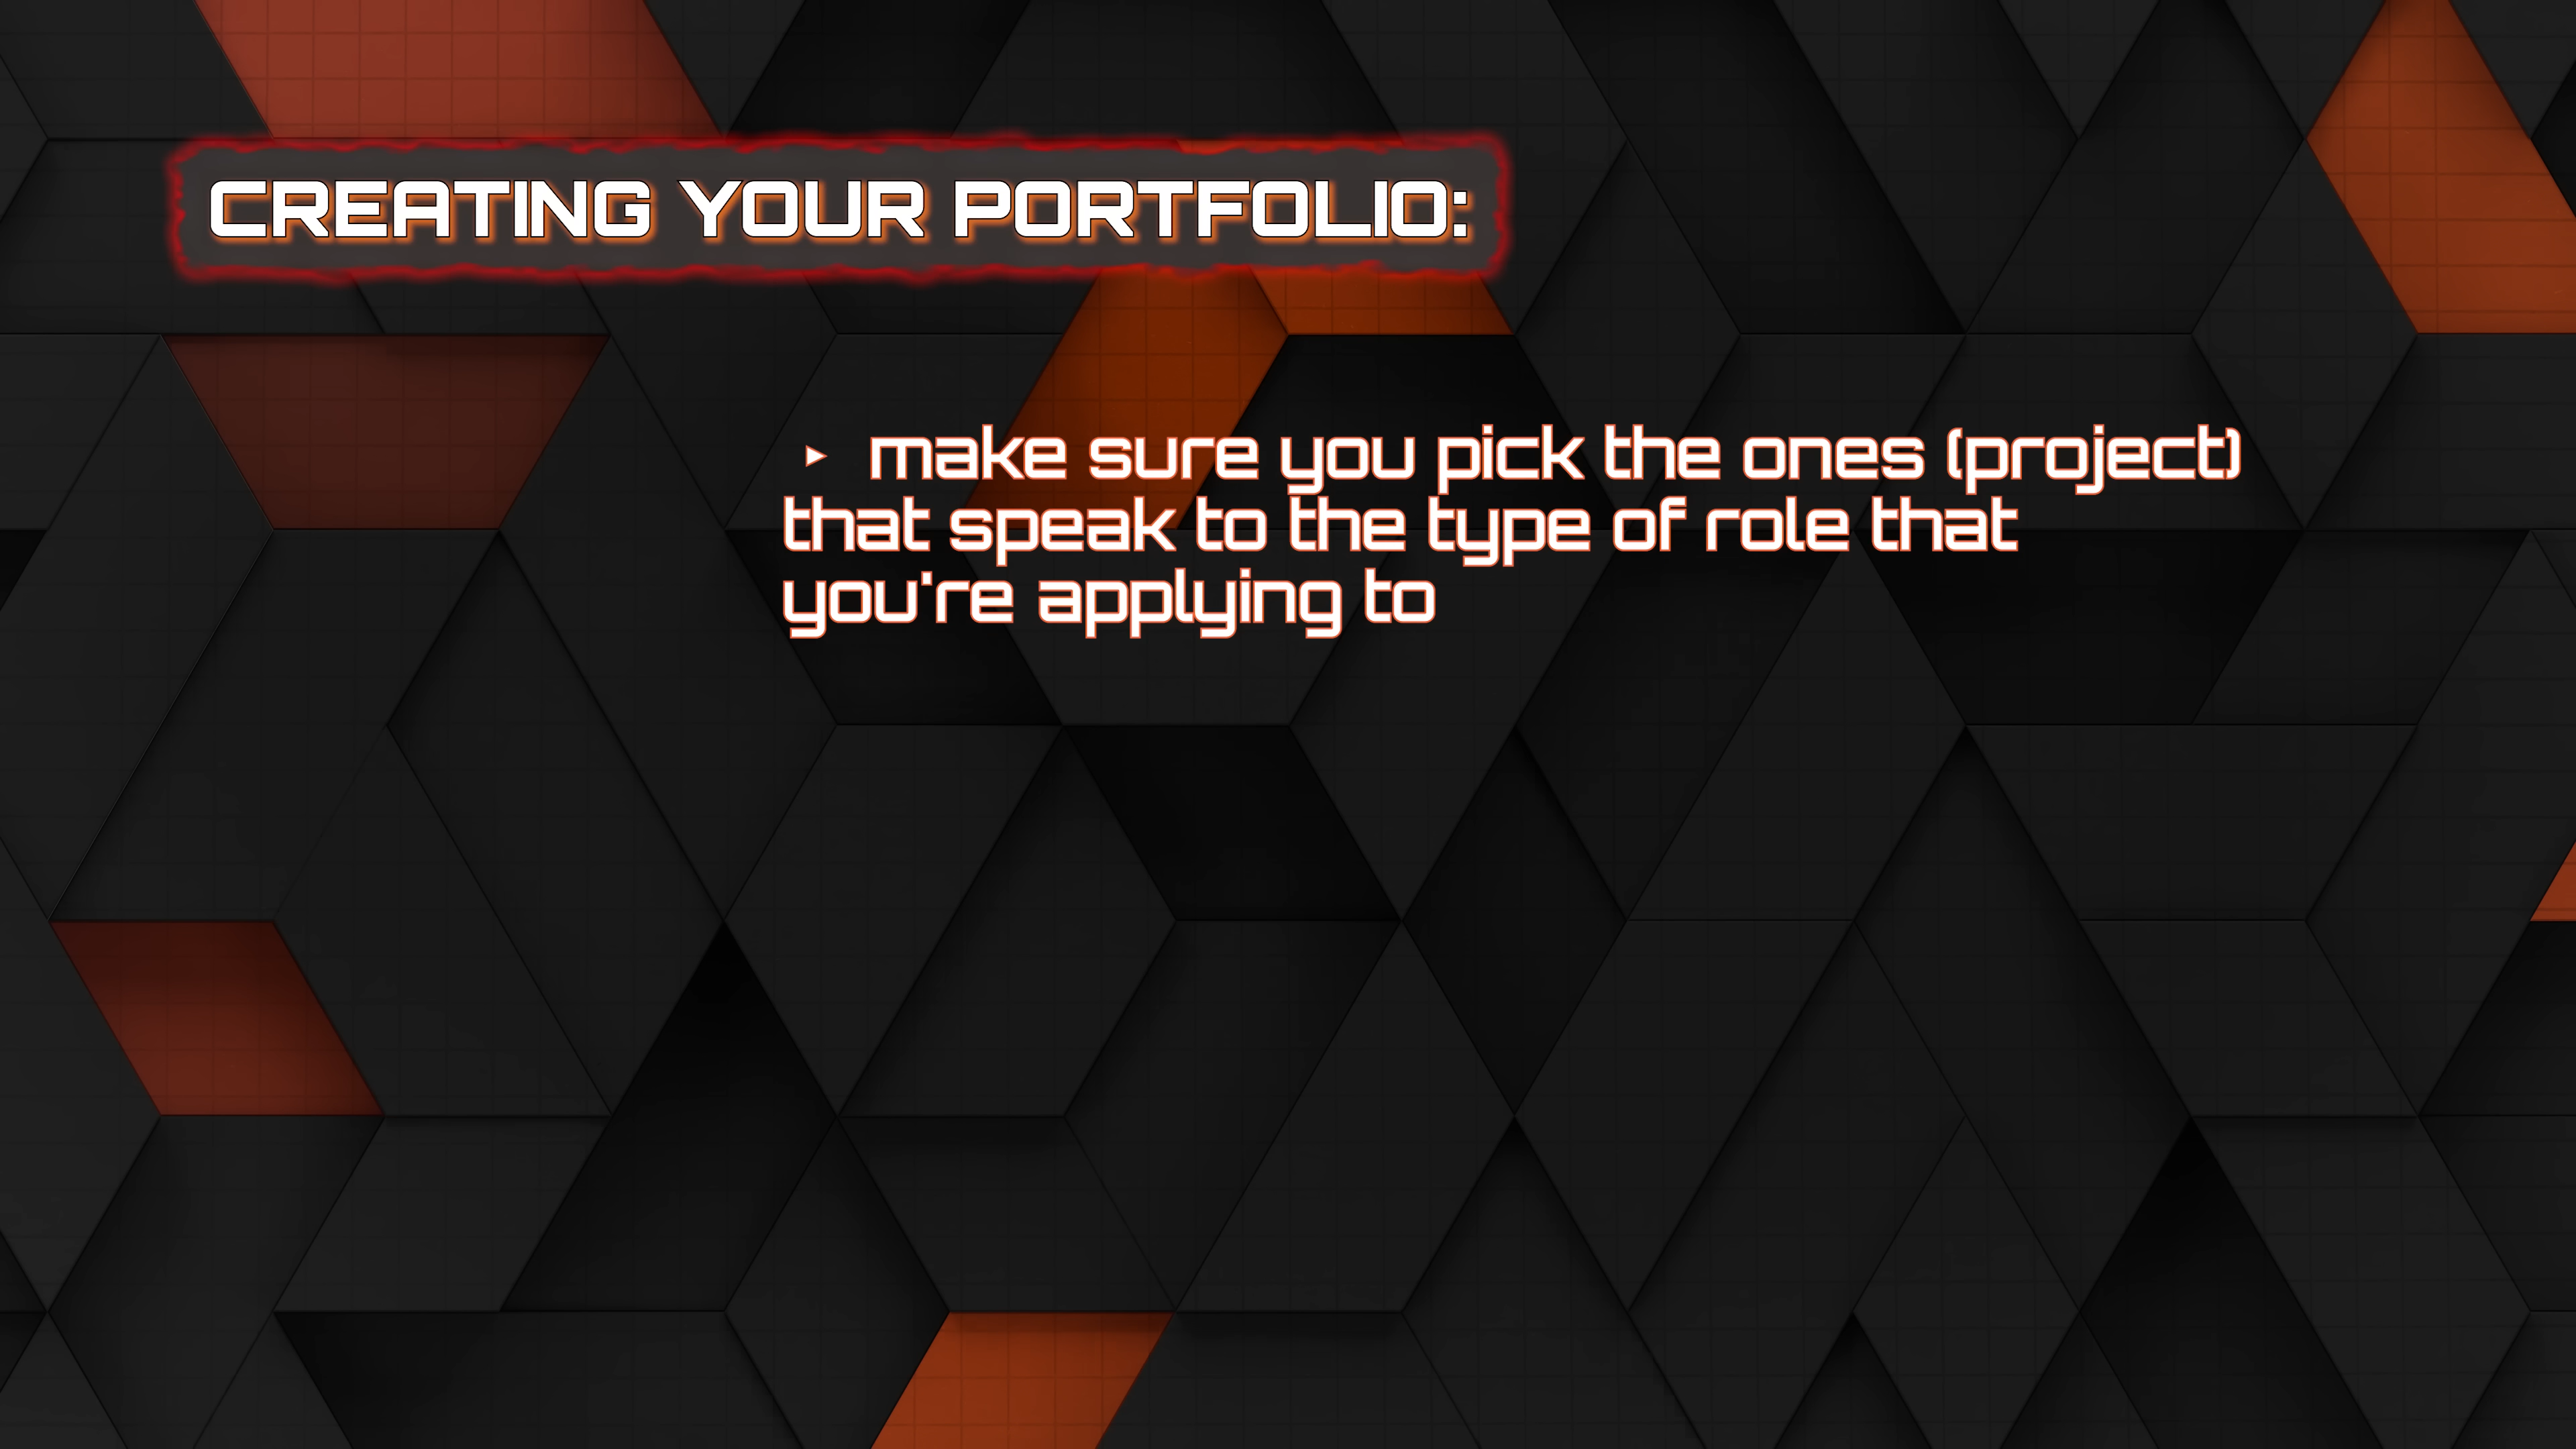 CREATING YOUR PORTFOLIO:
▸ make sure you pick the ones (project)
that speak to the type of role that
you're applying to